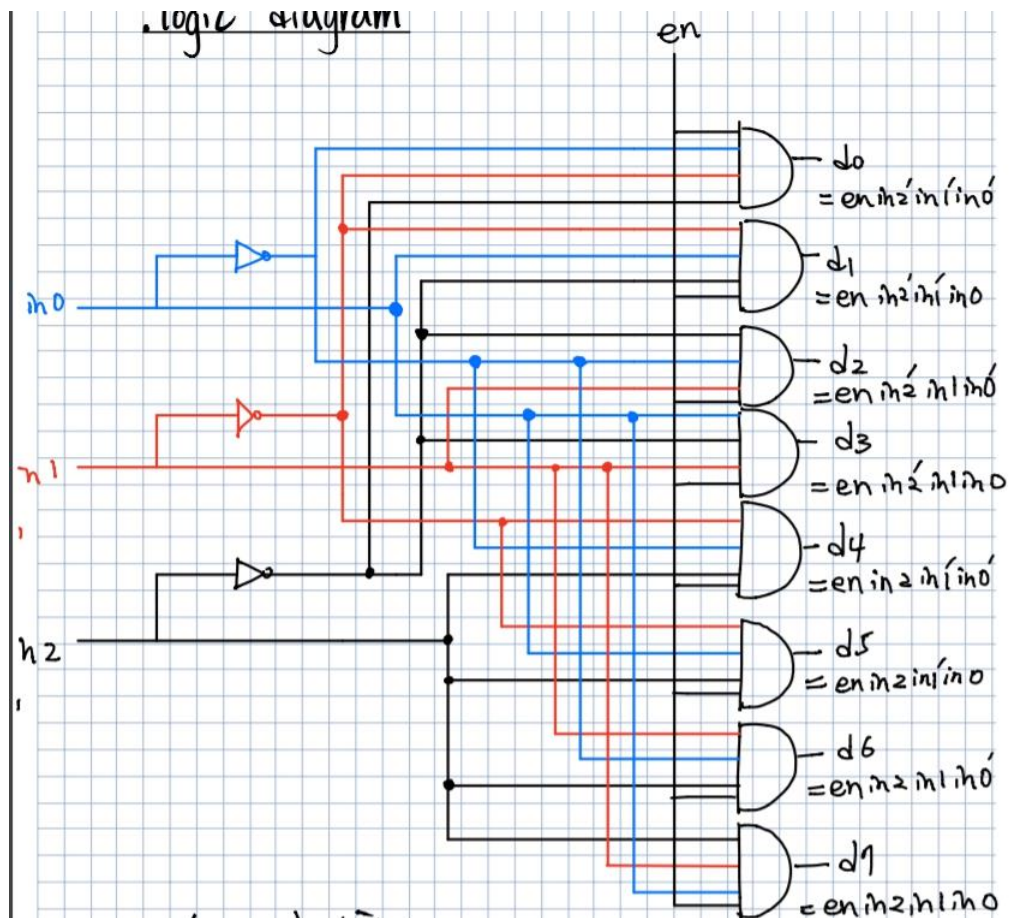 .logic diagram
en
d0
= en in2' in1' in0'
in0
d1
= en in2' in1' in0
d2
= en in2' in1 in0'
d3
n1
= en in2' in1 in0
d4
= en in2 in1' in0'
n2
d5
= en in2 in1' in0
d6
= en in2 in1 in0'
d7
= en in2 in1 in0